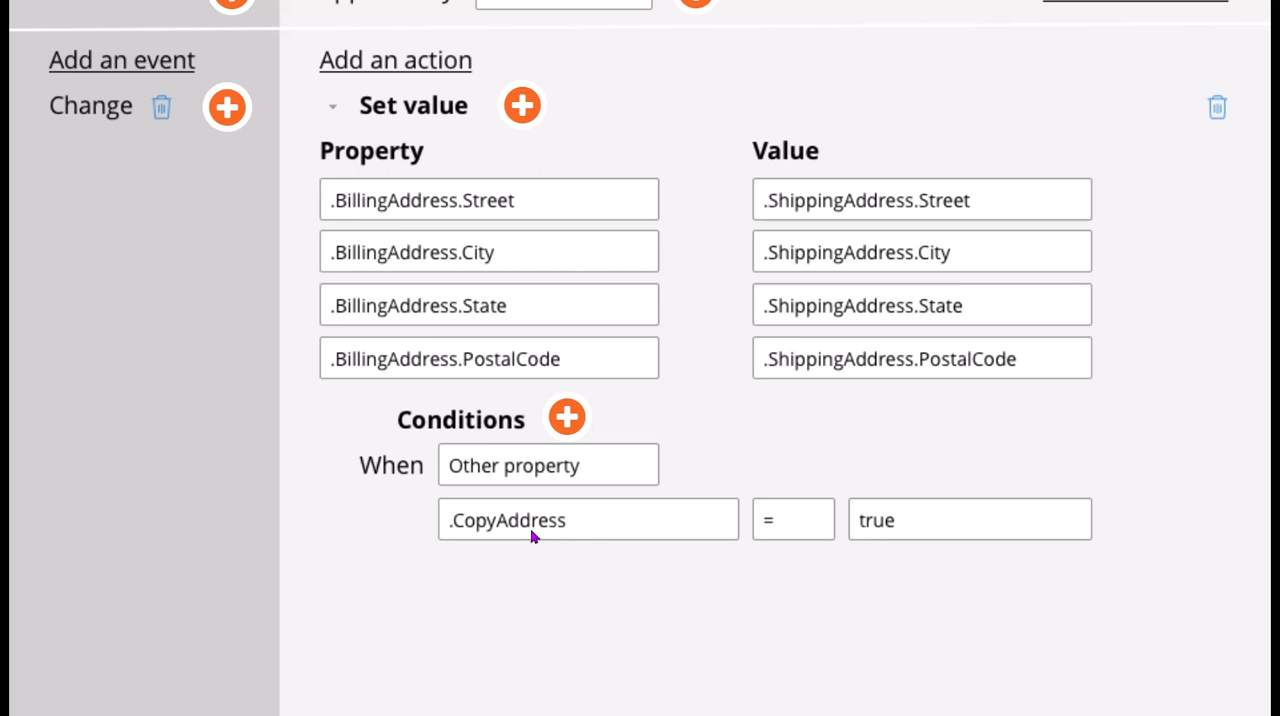 Add an event
Add an action
Change
Set value
Property
Value
.BillingAddress.Street
.ShippingAddress.Street
.BillingAddress.City
.ShippingAddress.City
.BillingAddress.State
.ShippingAddress.State
.BillingAddress.PostalCode
.ShippingAddress.PostalCode
Conditions
When
Other property
.CopyAddress
=
true